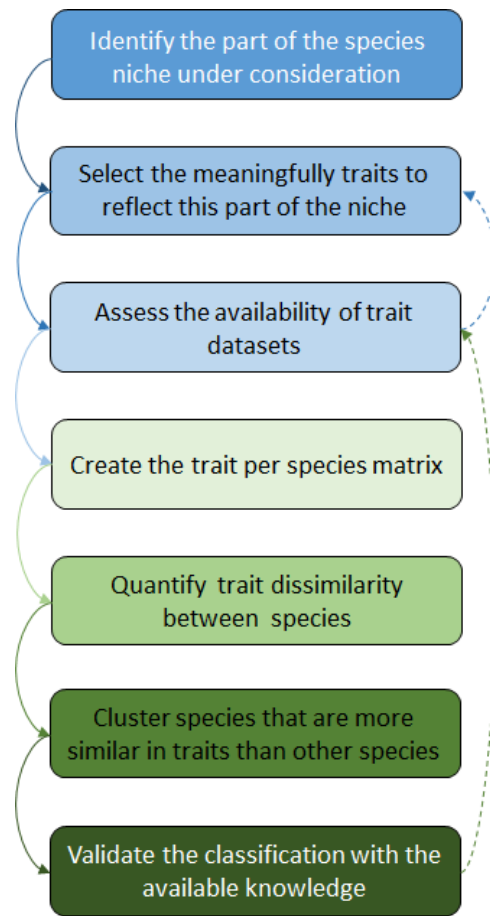 Identify the part of the species
niche under consideration
Select the meaningfully traits to
reflect this part of the niche
Assess the availability of trait
datasets
Create the trait per species matrix
Quantify trait dissimilarity
between species
Cluster species that are more
similar in traits than other species
Validate the classification with the
available knowledge